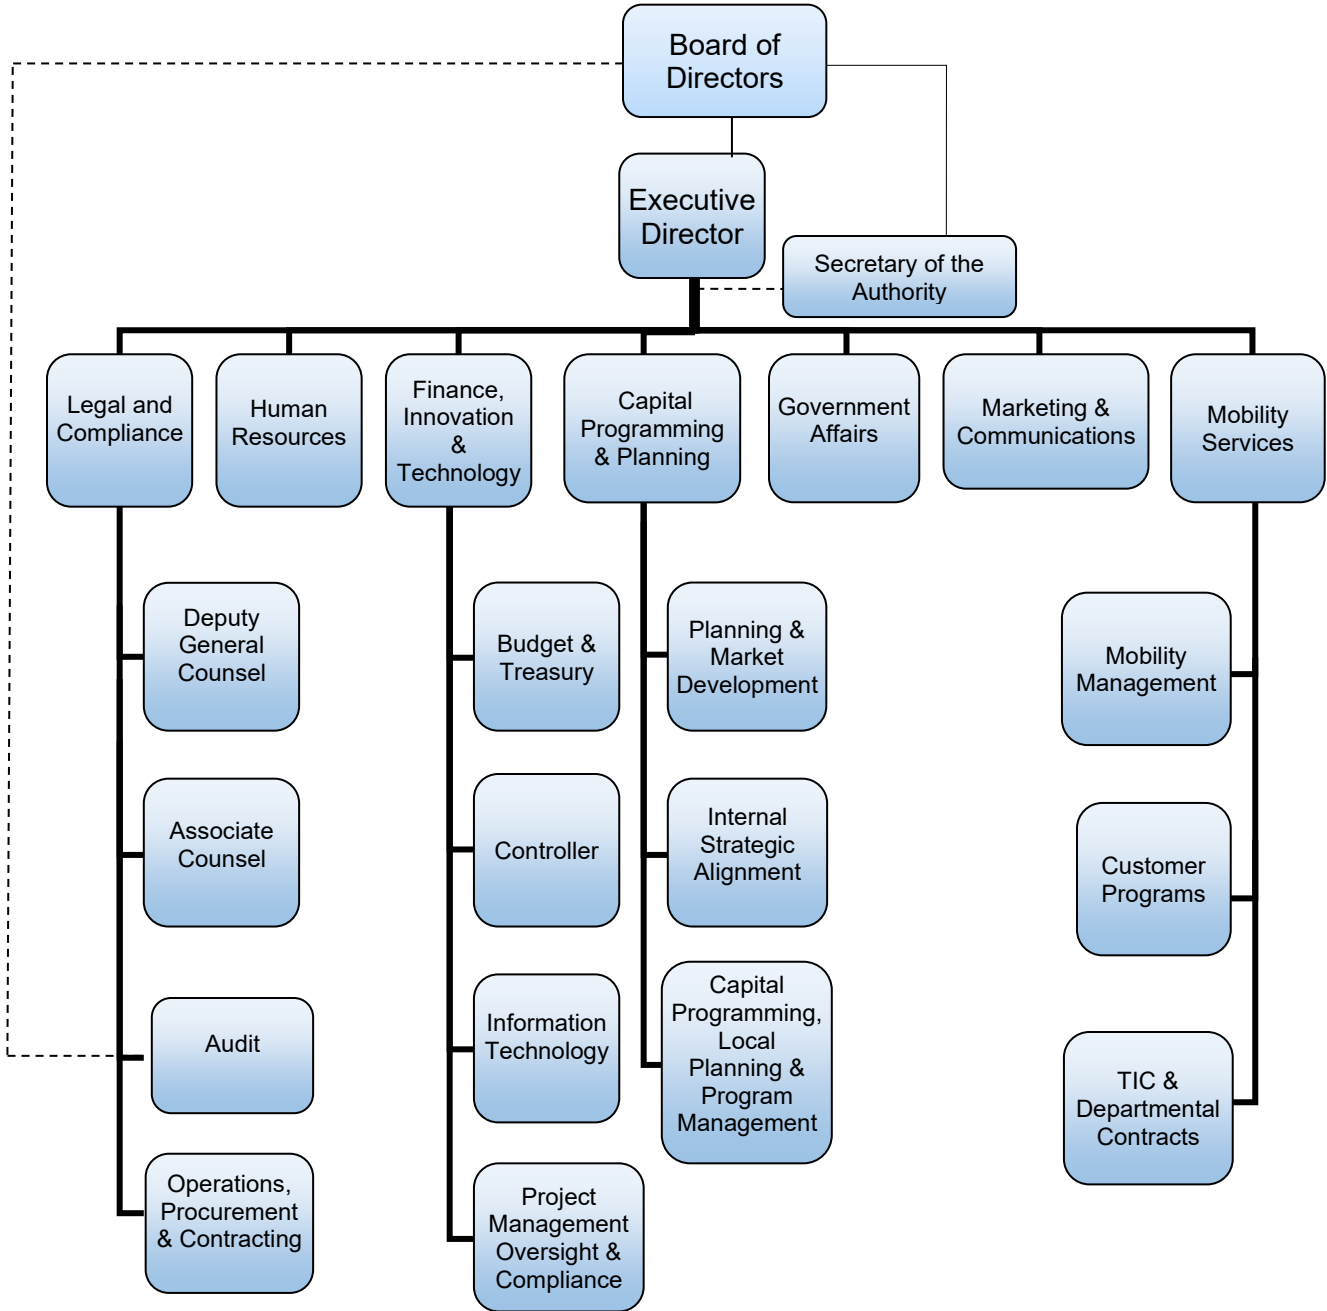 Board of
Directors
Executive
Director
Secretary of the
Authority
Legal and
Compliance
Human
Resources
Finance,
Innovation
&
Technology
Capital
Programming
& Planning
Government
Affairs
Marketing &
Communications
Mobility
Services
Deputy
General
Counsel
Budget &
Treasury
Planning &
Market
Development
Mobility
Management
Associate
Counsel
Controller
Internal
Strategic
Alignment
Customer
Programs
Audit
Information
Technology
Capital
Programming,
Local
Planning &
Program
Management
TIC &
Departmental
Contracts
Operations,
Procurement
& Contracting
Project
Management
Oversight &
Compliance